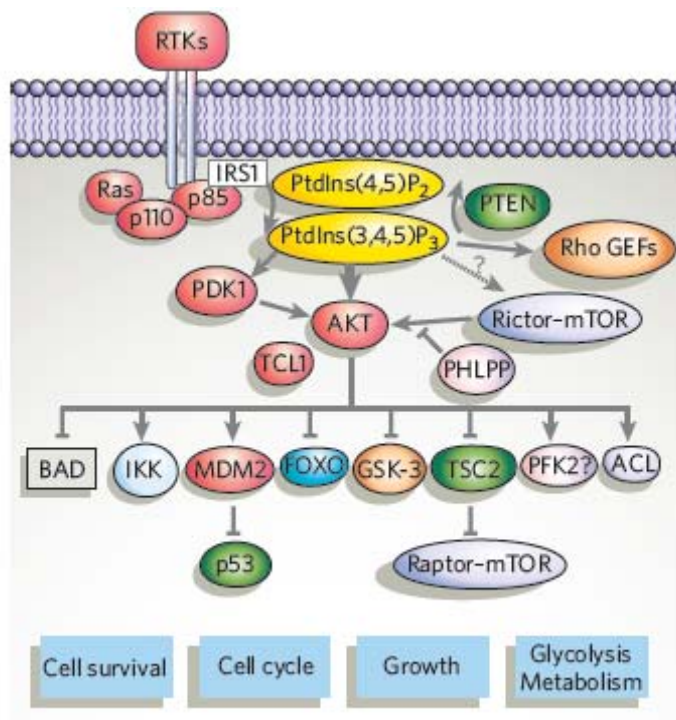 RTKs
IRS1
Ras
p110
p85
PtdIns(4,5)P2
PTEN
PtdIns(3,4,5)P3
Rho GEFs
?
PDK1
AKT
Rictor–mTOR
TCL1
PHLPP
BAD
IKK
MDM2
FOXO
GSK-3
TSC2
PFK2?
ACL
p53
Raptor–mTOR
Cell survival
Cell cycle
Growth
Glycolysis
Metabolism